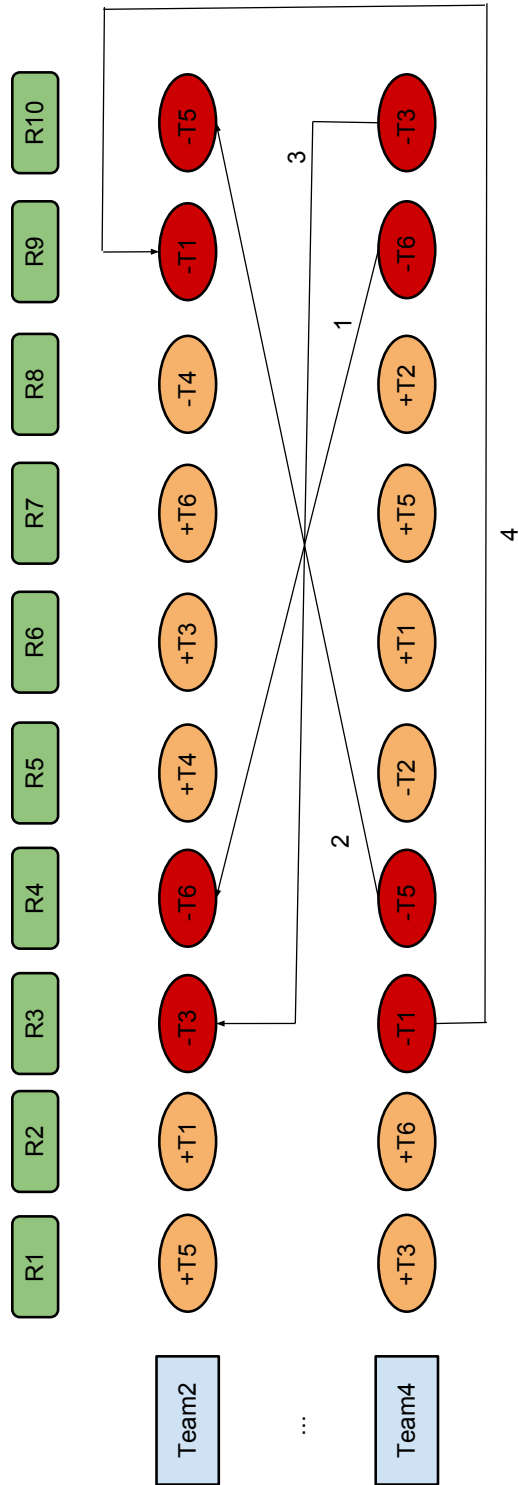 R1 R2 R3 R4 R5 R6 R7 R8 R9 R10
Team2 +T5 +T1 -T3 -T6 +T4 +T3 +T6 -T4 -T1 -T5
... 3
2 1
Team4 +T3 +T6 -T1 -T5 -T2 +T1 +T5 +T2 -T6 -T3
4